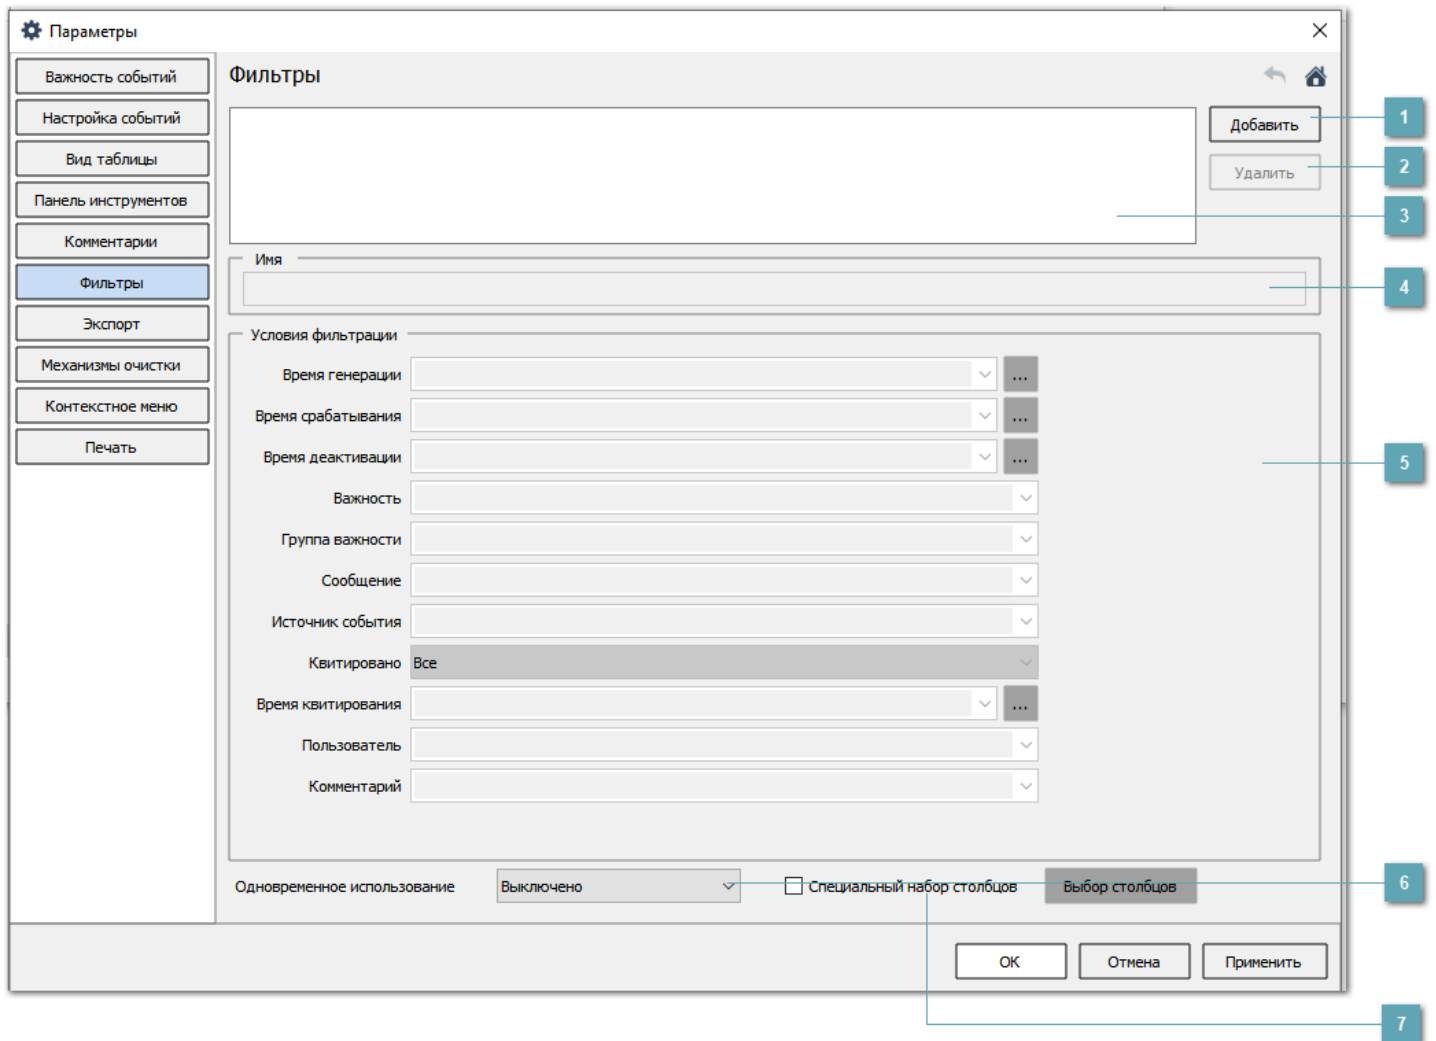 Параметры
Важность событий
Настройка событий
Вид таблицы
Панель инструментов
Комментарии
Фильтры
Экспорт
Механизмы очистки
Контекстное меню
Печать
Фильтры
Добавить
1
Удалить
2
3
Имя
4
Условия фильтрации
Время генерации
...
Время срабатывания
...
Время деактивации
...
5
Важность
Группа важности
Сообщение
Источник события
Квитировано Все
Время квитирования
...
Пользователь
Комментарий
Одновременное использование Выключено Специальный набор столбцов Выбор столбцов
6
OK Отмена Применить
7